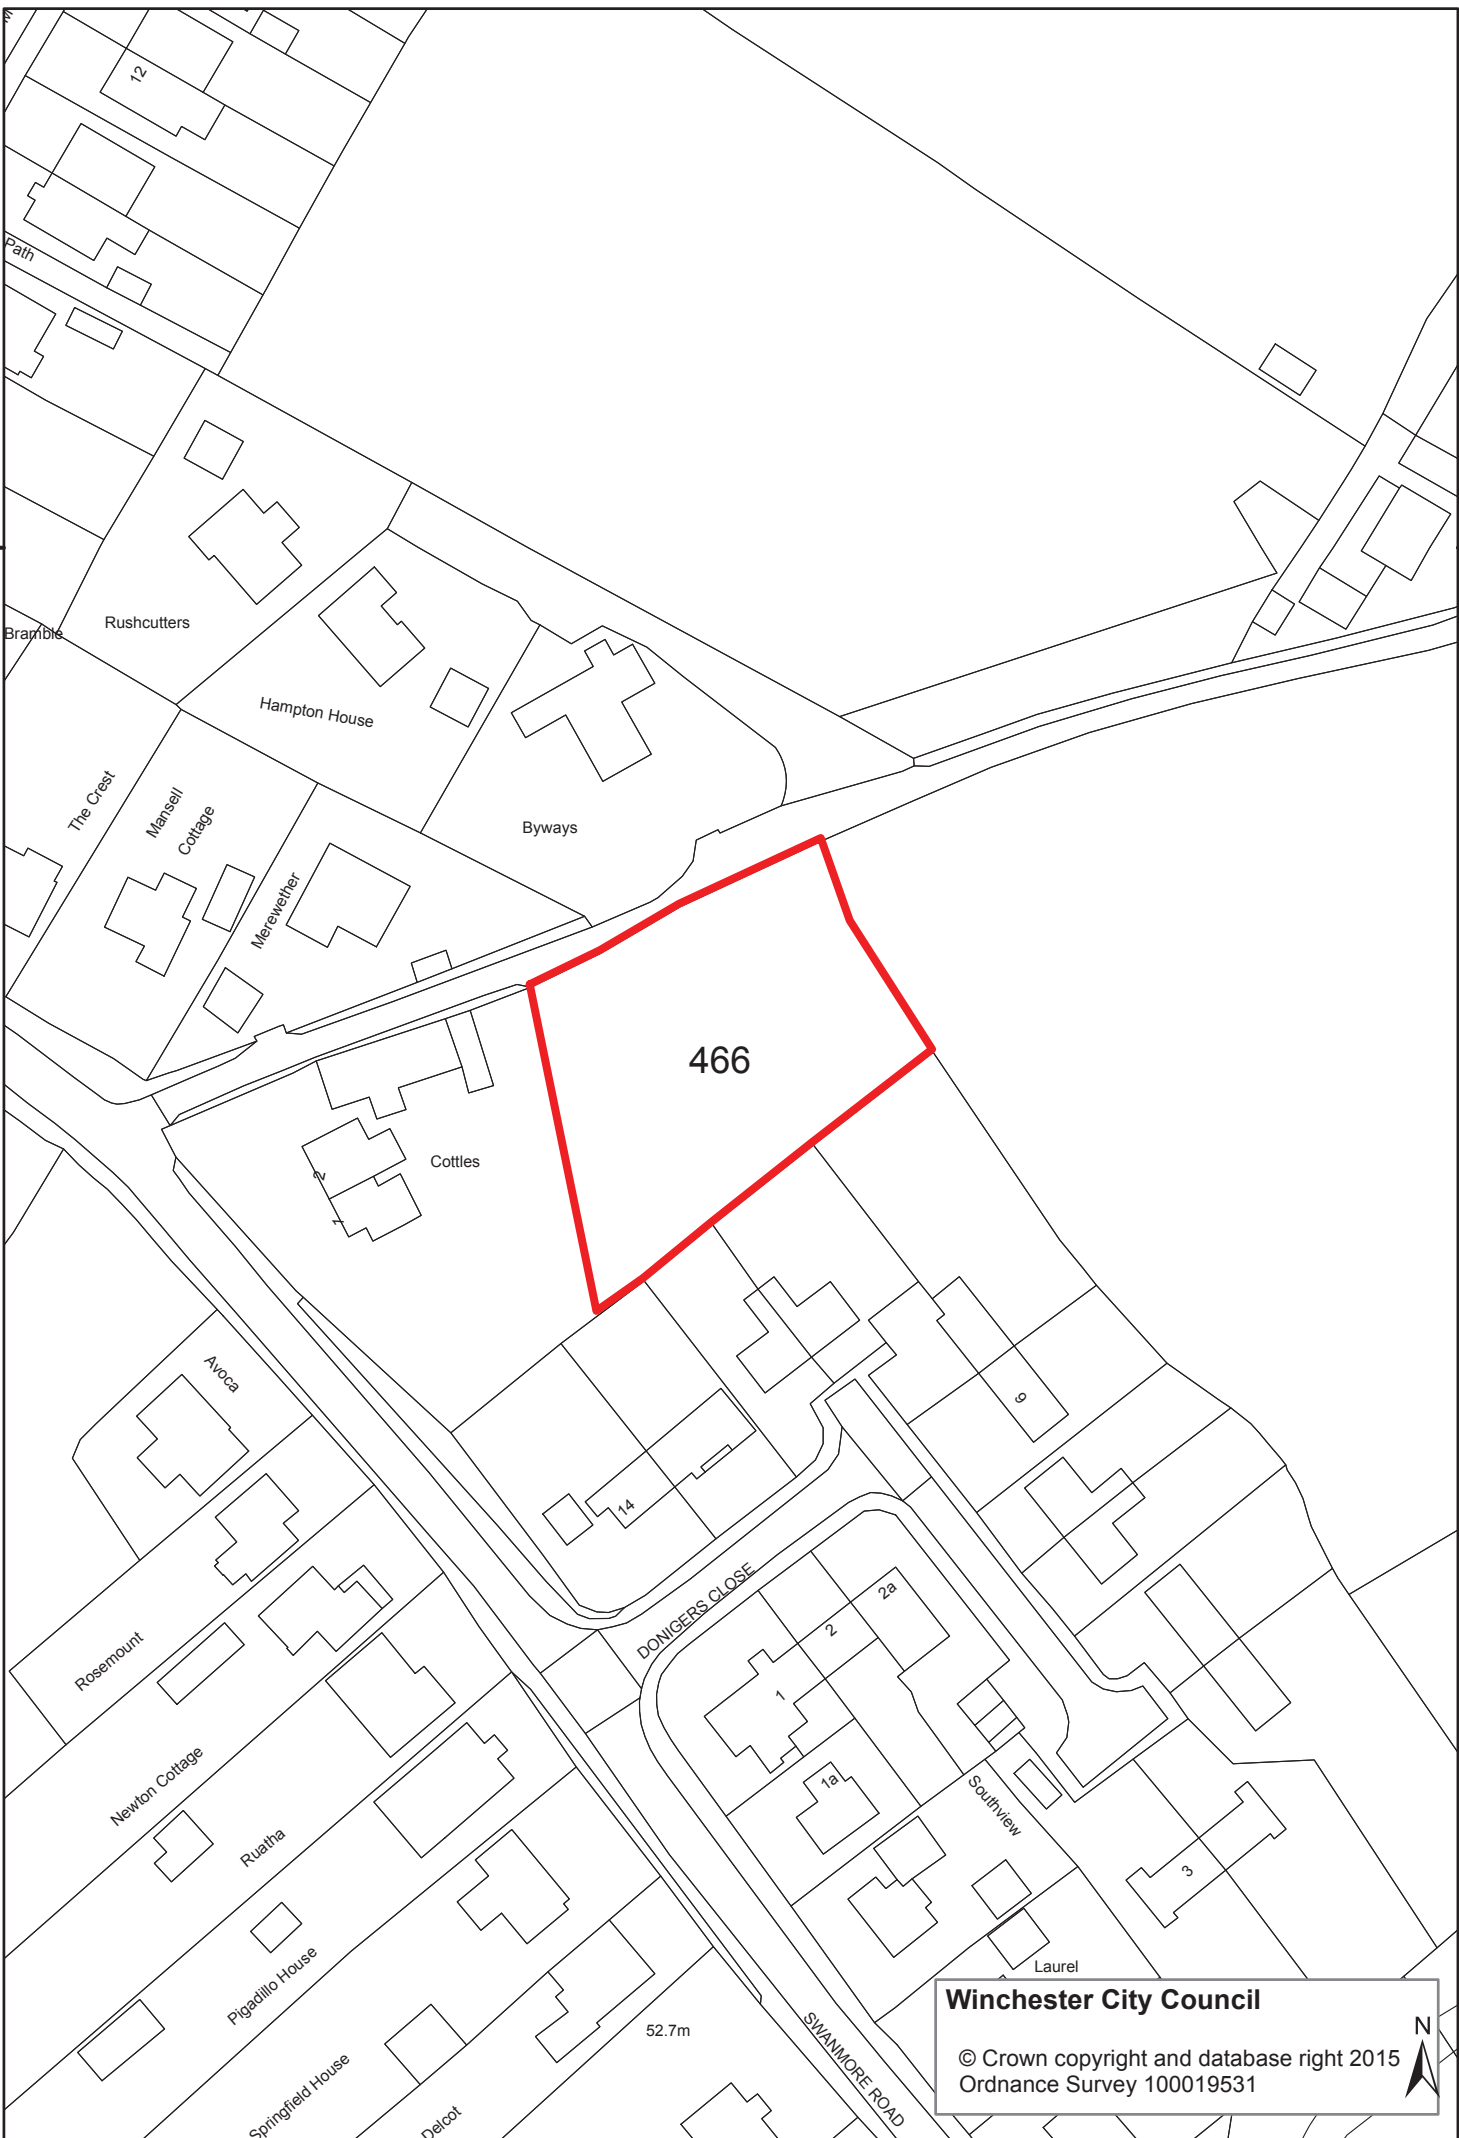 12
Path
Bramble
Rushcutters
Hampton House
The Crest
Mansell
Cottage
Byways
Merewether
466
Cottles
2
1
Avoca
9
14
DONIGERS CLOSE
2a
2
1
Rosemount
1a
Newton Cottage
Southview
Ruatha
3
Pigadillo House
Laurel
Winchester City Council
N
52.7m
SWANMORE ROAD
© Crown copyright and database right 2015
Ordnance Survey 100019531
Springfield House
Delcot